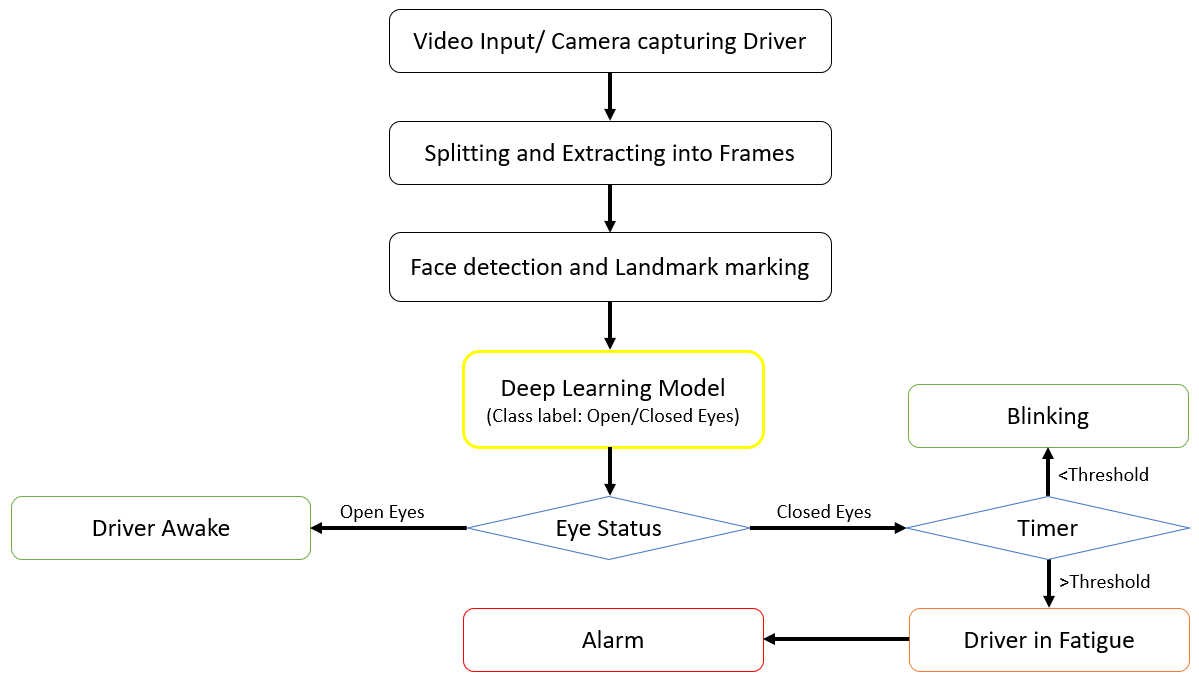 Video Input/ Camera capturing Driver
Splitting and Extracting into Frames
Face detection and Landmark marking
Deep Learning Model
(Class label: Open/Closed Eyes)
Blinking
<Threshold
Driver Awake
Open Eyes
Eye Status
Closed Eyes
Timer
>Threshold
Alarm
Driver in Fatigue